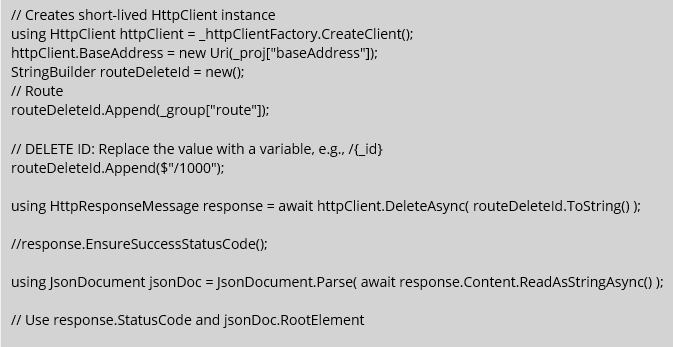 // Creates short-lived HttpClient instance
using HttpClient httpClient = _httpClientFactory.CreateClient();
httpClient.BaseAddress = new Uri(_proj["baseAddress"]);
StringBuilder routeDeleteId = new();
// Route
routeDeleteId.Append(_group["route"]);
// DELETE ID: Replace the value with a variable, e.g., /{_id}
routeDeleteId.Append($"/1000");
using HttpResponseMessage response = await httpClient.DeleteAsync( routeDeleteId.ToString() );
//response.EnsureSuccessStatusCode();
using JsonDocument jsonDoc = JsonDocument.Parse( await response.Content.ReadAsStringAsync() );
// Use response.StatusCode and jsonDoc.RootElement